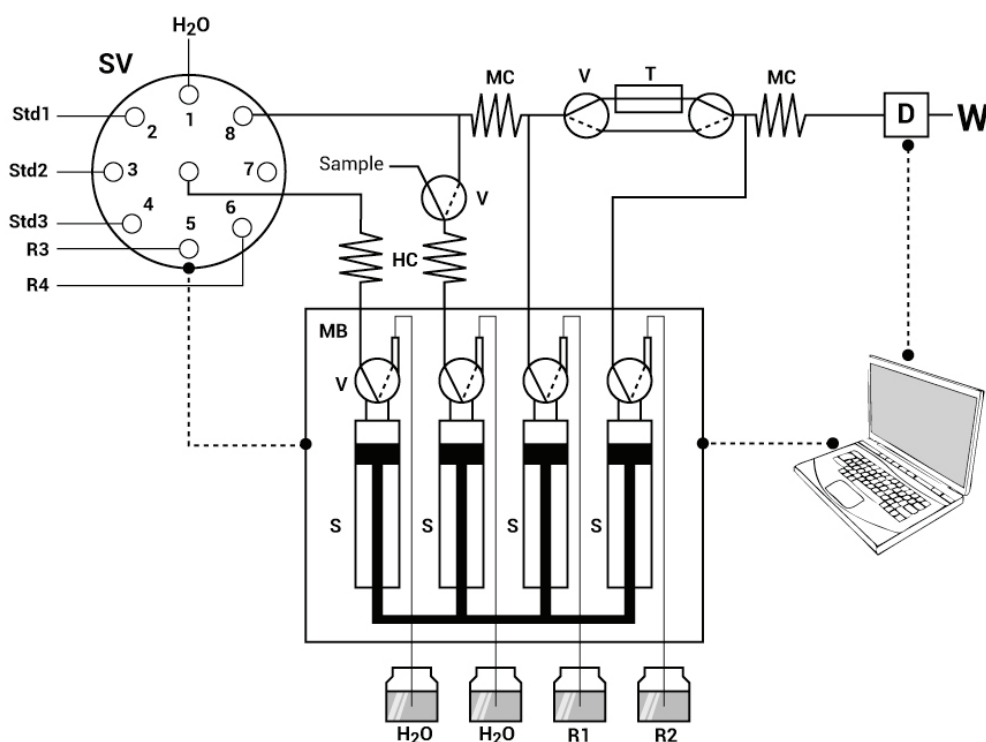 H₂O
SV
MC
V
T
MC
Std1
2
1
8
D
W
Std2
3
7
Sample
V
Std3
4
5
6
R3
HC
R4
MB
V
S
S
S
S
H₂O
H₂O
R1
R2